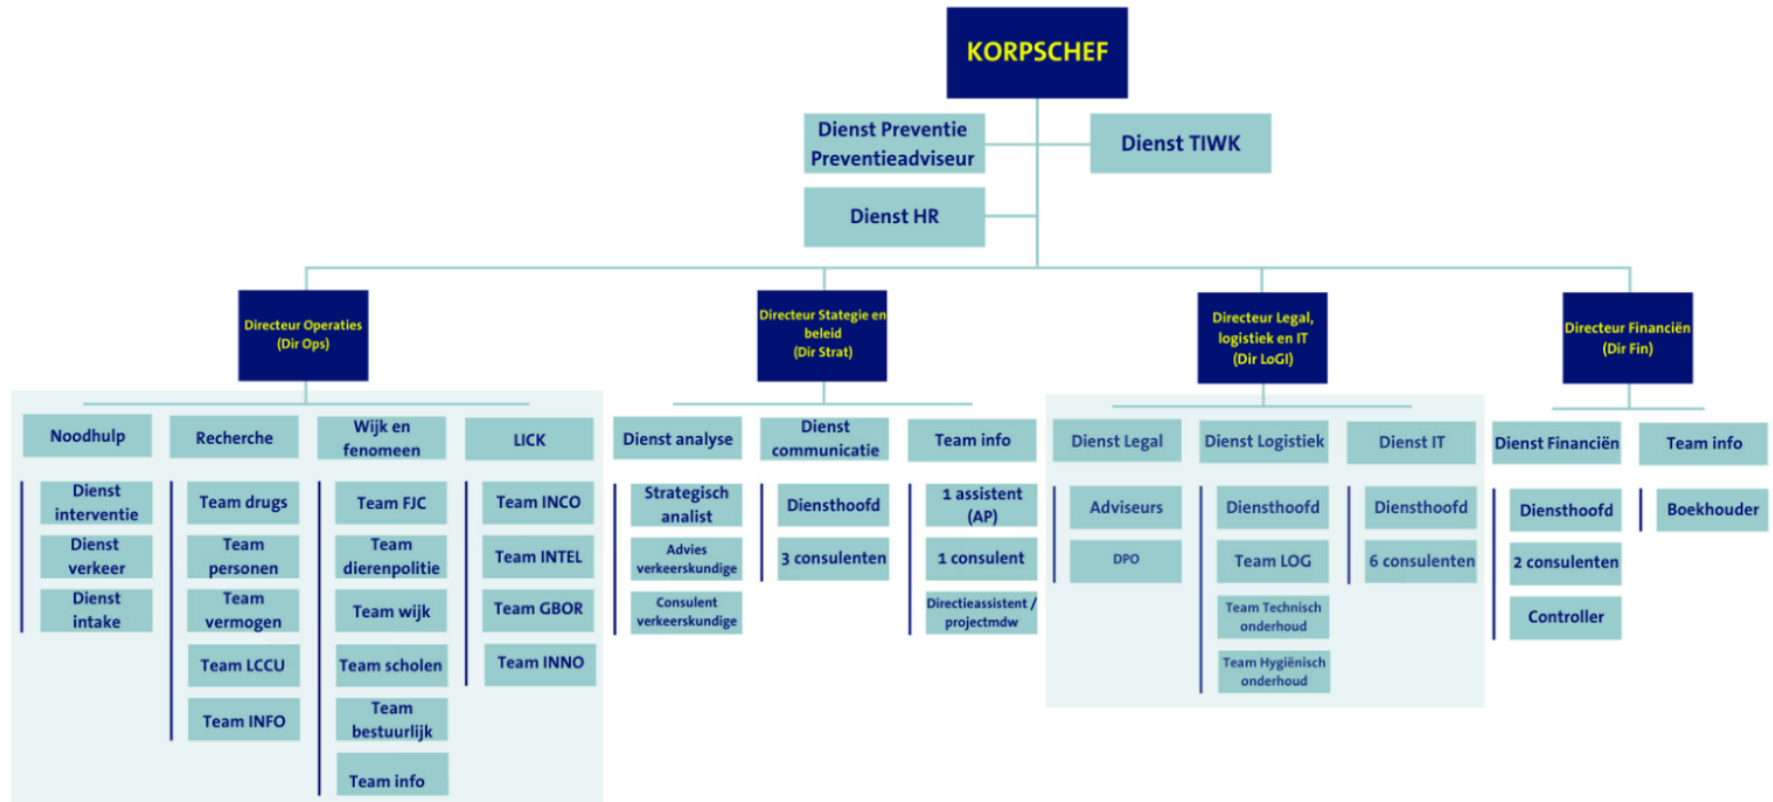 KORPSCHEF
Dienst Preventie
Preventieadviseur
Dienst TIWK
Dienst HR
Directeur Operaties
(Dir Ops)
Directeur Stategie en
beleid
(Dir Strat)
Directeur Legal,
logistiek en IT
(Dir LoGI)
Directeur Financiën
(Dir Fin)
Noodhulp
Dienst
interventie
Dienst
verkeer
Dienst
intake
Recherche
Team drugs
Team
personen
Team
vermogen
Team LCCU
Team INFO
Wijk en
fenomeen
Team FJC
Team
dierenpolitie
Team wijk
Team scholen
Team
bestuurlijk
Team info
LICK
Team INCO
Team INTEL
Team GBOR
Team INNO
Dienst analyse
Strategisch
analist
Advies
verkeerskundige
Consulent
verkeerskundige
Dienst
communicatie
Diensthoofd
3 consulenten
Team info
1 assistent
(AP)
1 consulent
Directieassistent /
projectmdw
Dienst Legal
Adviseurs
DPO
Dienst Logistiek
Diensthoofd
Team LOG
Team Technisch
onderhoud
Team Hygiënisch
onderhoud
Dienst IT
Diensthoofd
6 consulenten
Dienst Financiën
Diensthoofd
2 consulenten
Controller
Team info
Boekhouder